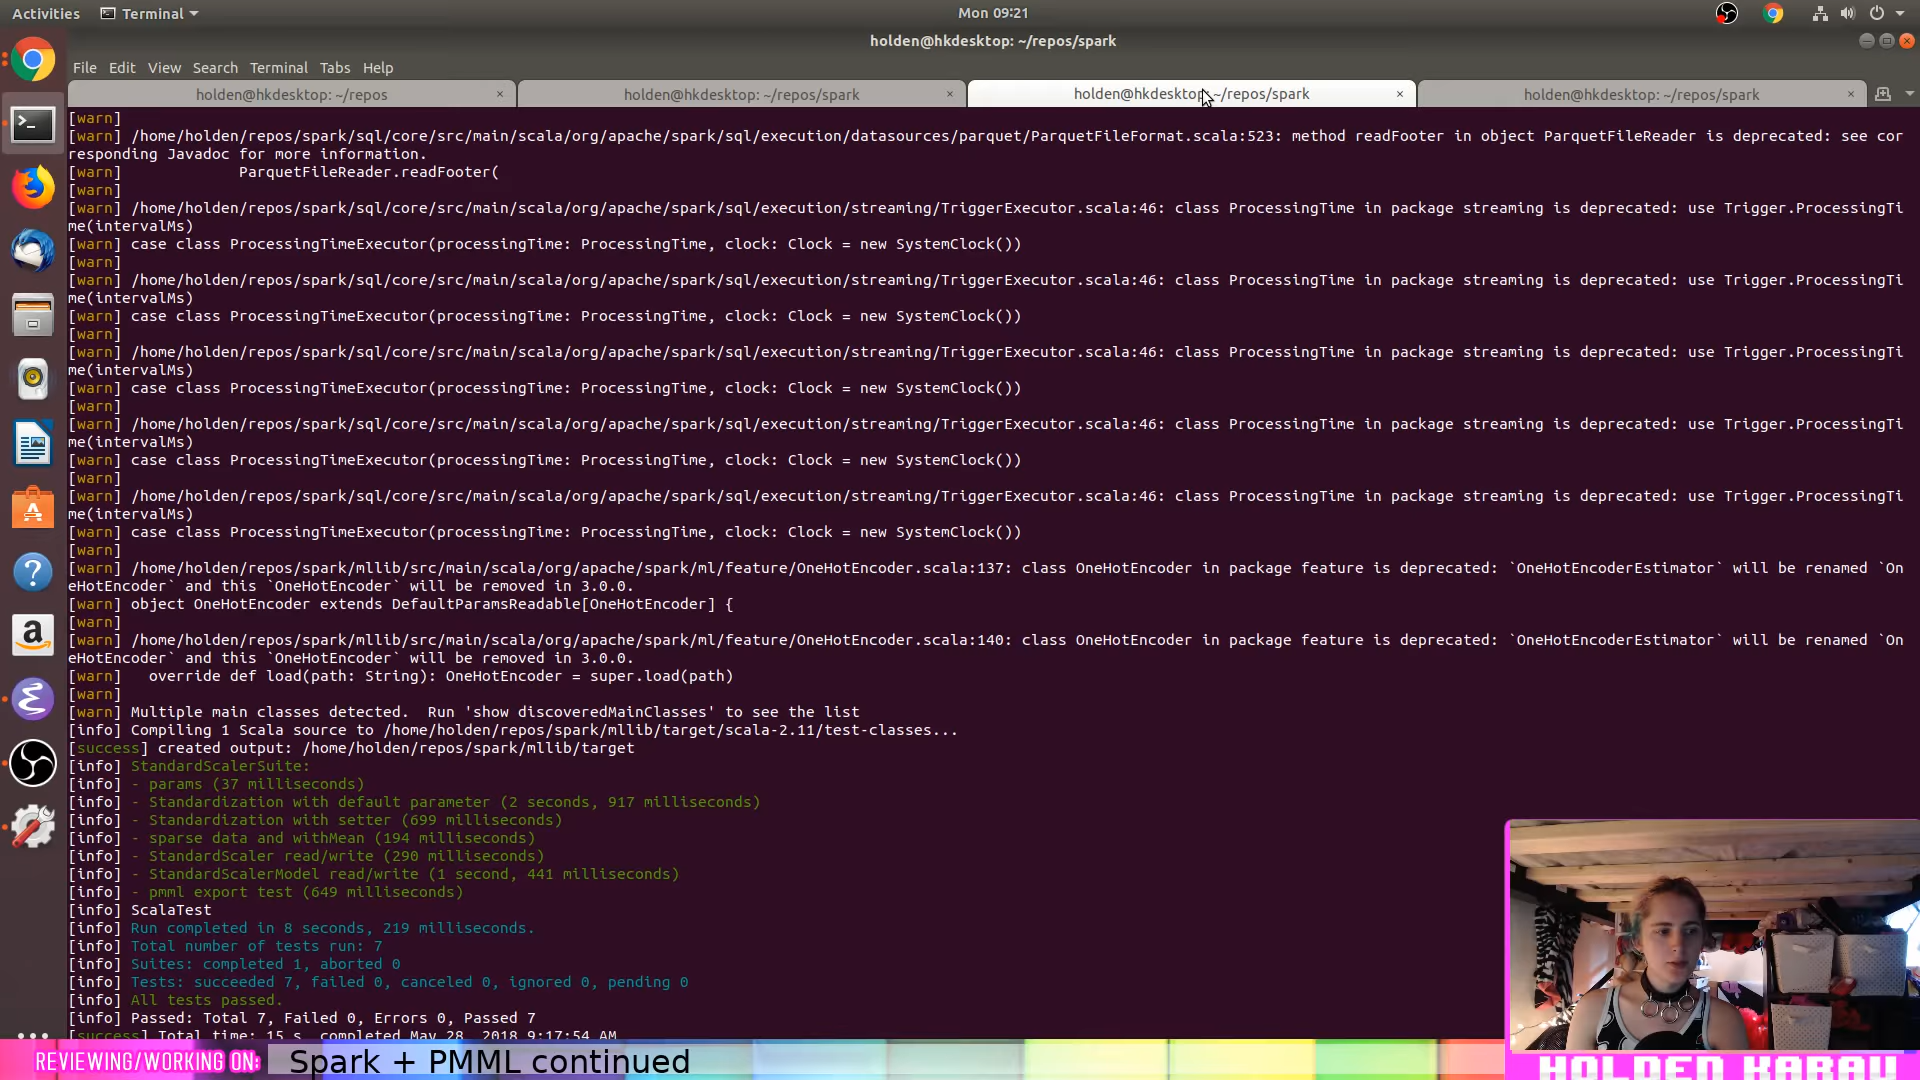 Activities
Terminal
Mon 09:21
holden@hkdesktop: ~/repos/spark
File Edit View Search Terminal Tabs Help
holden@hkdesktop: ~/repos ×
holden@hkdesktop: ~/repos/spark ×
holden@hkdesktop: ~/repos/spark ×
holden@hkdesktop: ~/repos/spark ×
[warn]
[warn] /home/holden/repos/spark/sql/core/src/main/scala/org/apache/spark/sql/execution/datasources/parquet/ParquetFileFormat.scala:523: method readFooter in object ParquetFileReader is deprecated: see cor
responding Javadoc for more information.
[warn]             ParquetFileReader.readFooter(
[warn]
[warn] /home/holden/repos/spark/sql/core/src/main/scala/org/apache/spark/sql/execution/streaming/TriggerExecutor.scala:46: class ProcessingTime in package streaming is deprecated: use Trigger.ProcessingTi
me(intervalMs)
[warn] case class ProcessingTimeExecutor(processingTime: ProcessingTime, clock: Clock = new SystemClock())
[warn]
[warn] /home/holden/repos/spark/sql/core/src/main/scala/org/apache/spark/sql/execution/streaming/TriggerExecutor.scala:46: class ProcessingTime in package streaming is deprecated: use Trigger.ProcessingTi
me(intervalMs)
[warn] case class ProcessingTimeExecutor(processingTime: ProcessingTime, clock: Clock = new SystemClock())
[warn]
[warn] /home/holden/repos/spark/sql/core/src/main/scala/org/apache/spark/sql/execution/streaming/TriggerExecutor.scala:46: class ProcessingTime in package streaming is deprecated: use Trigger.ProcessingTi
me(intervalMs)
[warn] case class ProcessingTimeExecutor(processingTime: ProcessingTime, clock: Clock = new SystemClock())
[warn]
[warn] /home/holden/repos/spark/sql/core/src/main/scala/org/apache/spark/sql/execution/streaming/TriggerExecutor.scala:46: class ProcessingTime in package streaming is deprecated: use Trigger.ProcessingTi
me(intervalMs)
[warn] case class ProcessingTimeExecutor(processingTime: ProcessingTime, clock: Clock = new SystemClock())
[warn]
[warn] /home/holden/repos/spark/sql/core/src/main/scala/org/apache/spark/sql/execution/streaming/TriggerExecutor.scala:46: class ProcessingTime in package streaming is deprecated: use Trigger.ProcessingTi
me(intervalMs)
[warn] case class ProcessingTimeExecutor(processingTime: ProcessingTime, clock: Clock = new SystemClock())
[warn]
[warn] /home/holden/repos/spark/mllib/src/main/scala/org/apache/spark/ml/feature/OneHotEncoder.scala:137: class OneHotEncoder in package feature is deprecated: `OneHotEncoderEstimator` will be renamed `On
eHotEncoder` and this `OneHotEncoder` will be removed in 3.0.0.
[warn] object OneHotEncoder extends DefaultParamsReadable[OneHotEncoder] {
[warn]
[warn] /home/holden/repos/spark/mllib/src/main/scala/org/apache/spark/ml/feature/OneHotEncoder.scala:140: class OneHotEncoder in package feature is deprecated: `OneHotEncoderEstimator` will be renamed `On
eHotEncoder` and this `OneHotEncoder` will be removed in 3.0.0.
[warn]   override def load(path: String): OneHotEncoder = super.load(path)
[warn]
[warn] Multiple main classes detected.  Run 'show discoveredMainClasses' to see the list
[info] Compiling 1 Scala source to /home/holden/repos/spark/mllib/target/scala-2.11/test-classes...
[success] created output: /home/holden/repos/spark/mllib/target
[info] StandardScalerSuite:
[info] - params (37 milliseconds)
[info] - Standardization with default parameter (2 seconds, 917 milliseconds)
[info] - Standardization with setter (699 milliseconds)
[info] - sparse data and withMean (194 milliseconds)
[info] - StandardScaler read/write (290 milliseconds)
[info] - StandardScalerModel read/write (1 second, 441 milliseconds)
[info] - pmml export test (649 milliseconds)
[info] ScalaTest
[info] Run completed in 8 seconds, 219 milliseconds.
[info] Total number of tests run: 7
[info] Suites: completed 1, aborted 0
[info] Tests: succeeded 7, failed 0, canceled 0, ignored 0, pending 0
[info] All tests passed.
[info] Passed: Total 7, Failed 0, Errors 0, Passed 7
[success] Total time: 15 s, completed May 28, 2018 9:17:54 AM
REVIEWING/WORKING ON: Spark + PMML continued
HOLDEN KARAU